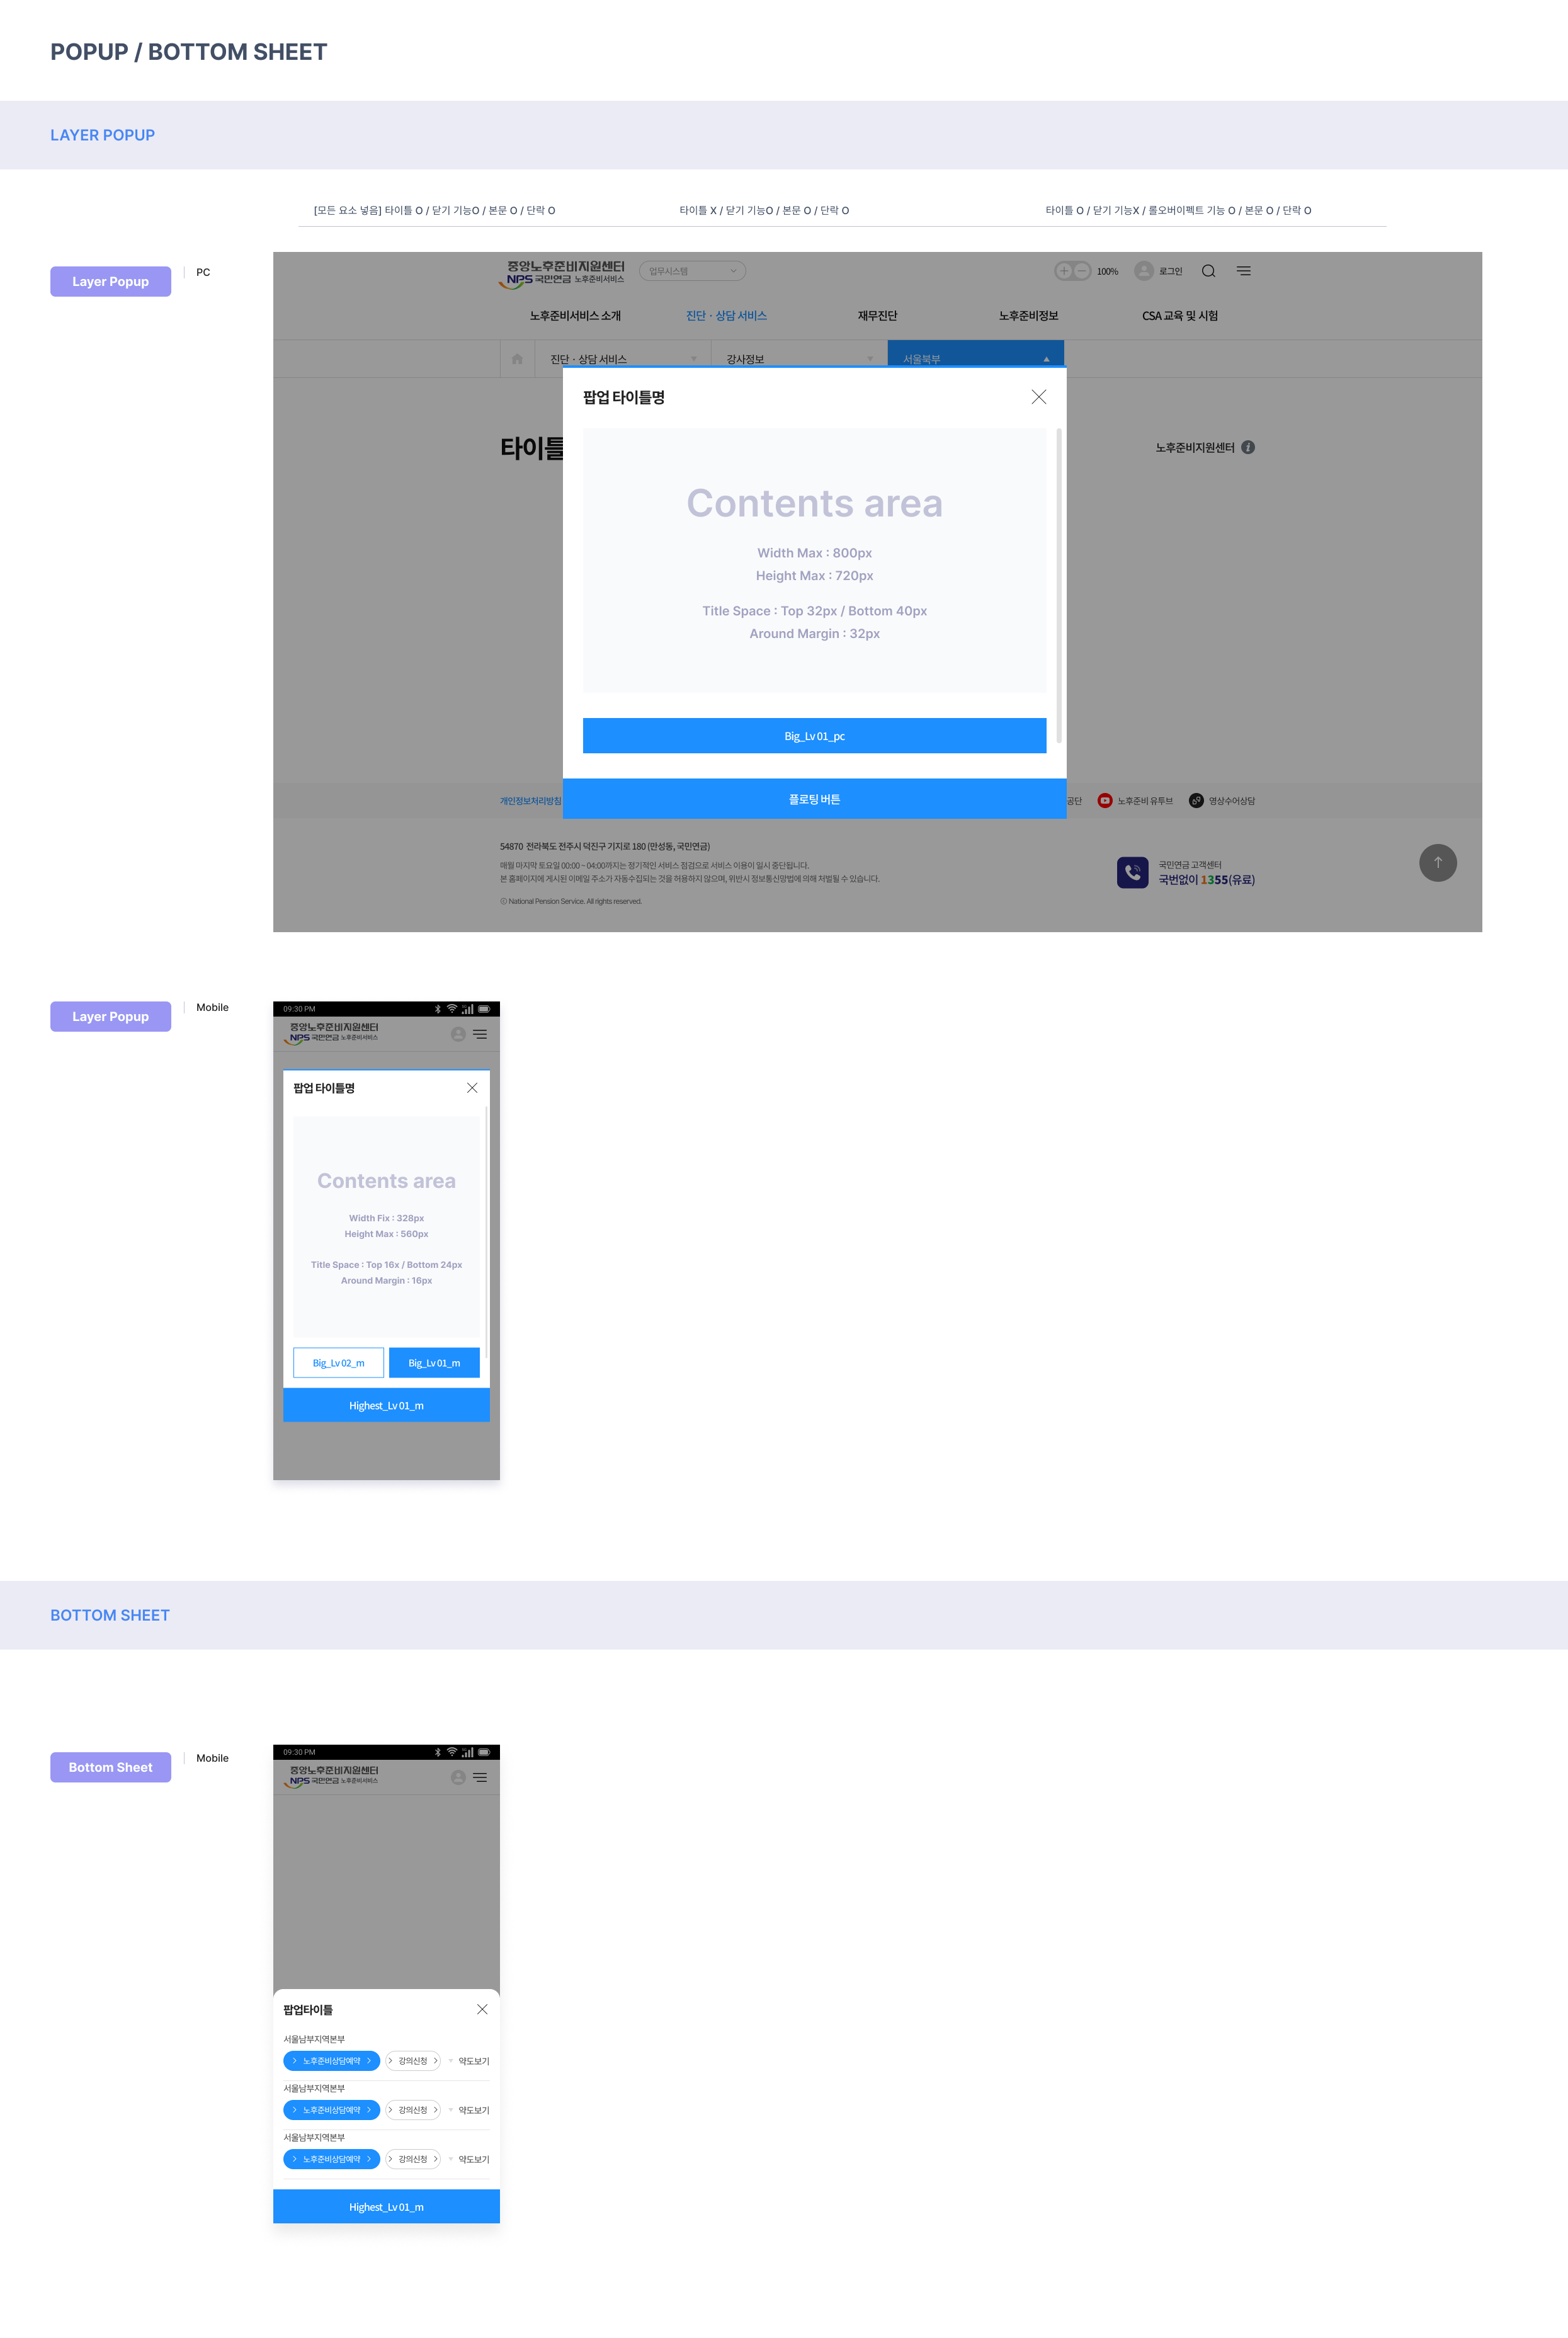 POPUP / BOTTOM SHEET
LAYER POPUP
[모든 요소 넣음] 타이틀 O / 닫기 기능O / 본문 O / 단락 O
타이틀 X / 닫기 기능O / 본문 O / 단락 O
타이틀 O / 닫기 기능X / 롤오버이펙트 기능 O / 본문 O / 단락 O
Layer Popup
PC
중앙노후준비지원센터
NPS 국민연금 노후준비서비스
업무시스템
100%
로그인
노후준비서비스 소개
진단 · 상담 서비스
재무진단
노후준비정보
CSA 교육 및 시험
진단 · 상담 서비스
강사정보
서울북부
팝업 타이틀명
타이틀
노후준비지원센터
Contents area
Width Max : 800px
Height Max : 720px
Title Space : Top 32px / Bottom 40px
Around Margin : 32px
Big_Lv 01_pc
플로팅 버튼
개인정보처리방침
공단
노후준비 유투브
영상수어상담
54870 전라북도 전주시 덕진구 기지로 180 (만성동, 국민연금)
매월 마지막 토요일 00:00 ~ 04:00까지는 정기적인 서비스 점검으로 서비스 이용이 일시 중단됩니다.
본 홈페이지에 게시된 이메일 주소가 자동수집되는 것을 허용하지 않으며, 위반시 정보통신망법에 의해 처벌될 수 있습니다.
ⓒ National Pension Service. All rights reserved.
국민연금 고객센터
국번없이 1355(유료)
Layer Popup
Mobile
09:30 PM
중앙노후준비지원센터
NPS 국민연금 노후준비서비스
팝업 타이틀명
Contents area
Width Fix : 328px
Height Max : 560px
Title Space : Top 16x / Bottom 24px
Around Margin : 16px
Big_Lv 02_m
Big_Lv 01_m
Highest_Lv 01_m
BOTTOM SHEET
Bottom Sheet
Mobile
09:30 PM
중앙노후준비지원센터
NPS 국민연금 노후준비서비스
팝업타이틀
서울남부지역본부
노후준비상담예약
강의신청
약도보기
서울남부지역본부
노후준비상담예약
강의신청
약도보기
서울남부지역본부
노후준비상담예약
강의신청
약도보기
Highest_Lv 01_m